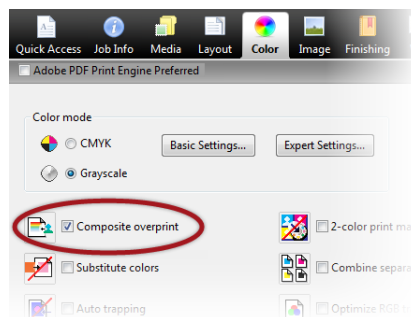 Quick Access Job Info Media Layout Color Image Finishing
Adobe PDF Print Engine Preferred
Color mode
CMYK Basic Settings... Expert Settings...
Grayscale
Composite overprint 2-color print
Substitute colors Combine
Auto trapping Optimize RGB